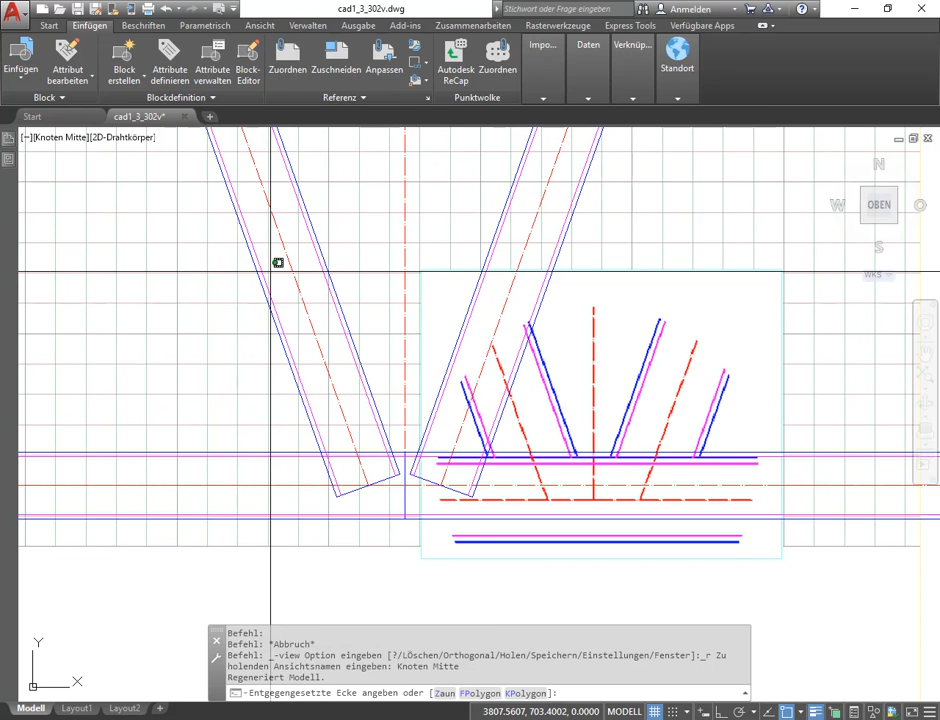 cad1_3_302v.dwg
Stichwort oder Frage eingeben
Anmelden
Start Einfügen Beschriften Parametrisch Ansicht Verwalten Ausgabe Add-ins Zusammenarbeiten Rasterwerkzeuge Express Tools Verfügbare Apps
Einfügen Attribut bearbeiten Block erstellen Attribute definieren Attribute verwalten Block-Editor Zuordnen Zuschneiden Anpassen Autodesk ReCap Zuordnen Impo... Daten Verknüp... Standort
Block Blockdefinition Referenz Punktwolke
Start cad1_3_302v*
[−][Knoten Mitte][2D-Drahtkörper]
N
W OBEN O
S
WKS
Befehl:
Befehl: *Abbruch*
Befehl: _-view Option eingeben [?/LÖschen/Orthogonal/Holen/Speichern/Einstellungen/Fenster]:_r Zu
holenden Ansichtsnamen eingeben: Knoten Mitte
Regeneriert Modell.
Entgegengesetzte Ecke angeben oder [Zaun FPolygon KPolygon]:
Y
X
Modell Layout1 Layout2 +
3807.5607, 703.4002, 0.0000 MODELL